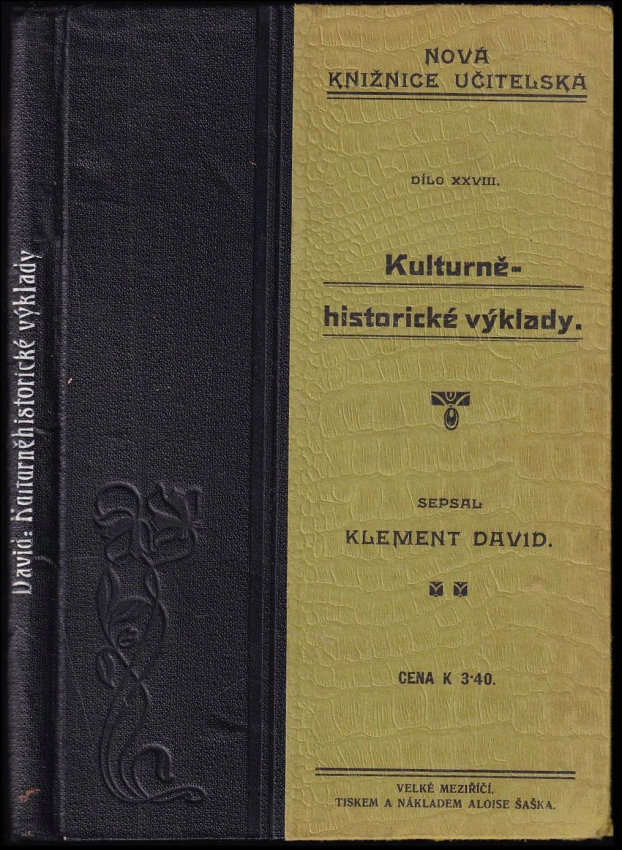 NOVÁ
KNIŽNICE UČITELSKÁ
DÍLO XXVIII.
Kulturně-
historické výklady.
SEPSAL
KLEMENT DAVID.
CENA K 3·40.
VELKÉ MEZIŘÍČÍ.
TISKEM A NÁKLADEM ALOISE ŠAŠKA.
David: Kulturněhistorické výklady